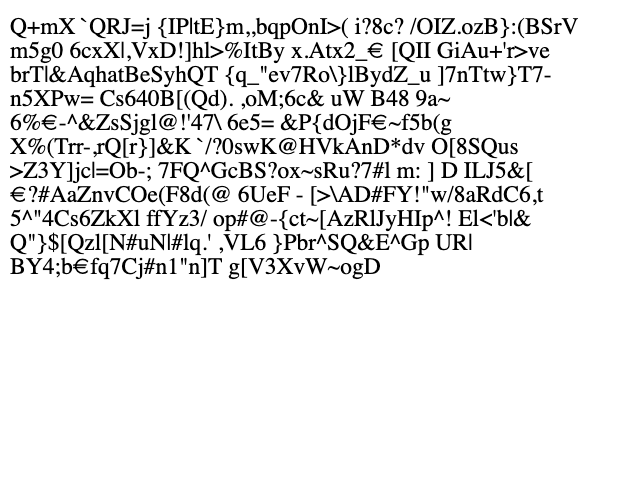 Q+mX `QRJ=j {IP|tE}m,,bqpOnI>( i?8c? /OIZ.ozB}:(BSrV
m5g0 6cxX|,VxD!]hl>%ItBy x.Atx2_€ [QII GiAu+'r>ve
brT|&AqhatBeSyhQT {q_"ev7Ro\}lBydZ_u ]7nTtw}T7-
n5XPw= Cs640B[(Qd). ,oM;6c& uW B48 9a~
6%€-^&ZsSjgl@!'47\ 6e5= &P{dOjF€~f5b(g
X%(Trr-,rQ[r}]&K`/?0swK@HVkAnD*dv O[8SQus
>Z3Y]jc|=Ob-; 7FQ^GcBS?ox~sRu?7#l m: ] D ILJ5&[
€?#AaZnvCOe(F8d(@ 6UeF - [>\AD#FY!"w/8aRdC6,t
5^"4Cs6ZkXl ffYz3/ op#@-{ct~[AzRlJyHIp^! El<'b|&
Q"}$[Qzl[N#uN|#lq.' ,VL6 }Pbr^SQ&E^Gp UR|
BY4;b€fq7Cj#n1"n]T g[V3XvW~ogD